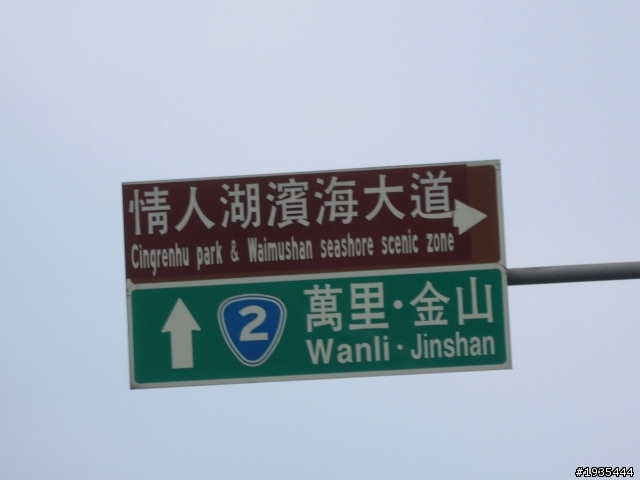 情人湖濱海大道
Cingrenhu park & Waimushan seashore scenic zone
2
萬里·金山
Wanli · Jinshan
#1935444